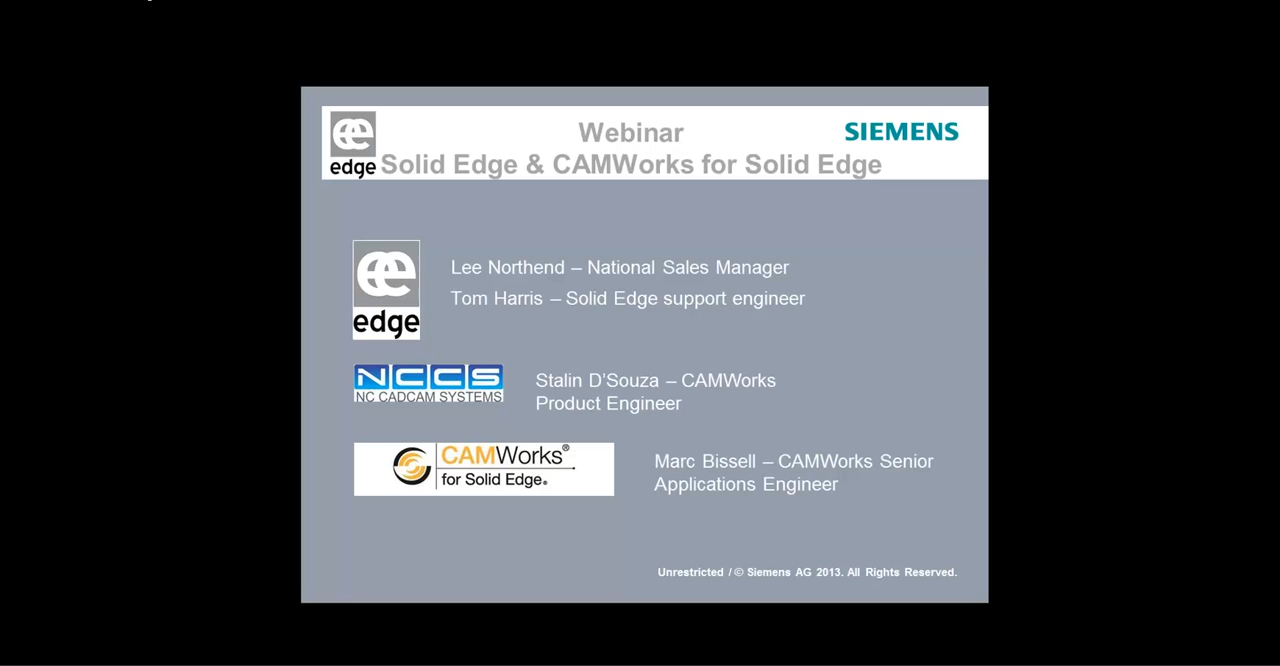 Webinar
SIEMENS
edge
Solid Edge & CAMWorks for Solid Edge
Lee Northend – National Sales Manager
Tom Harris – Solid Edge support engineer
edge
NCCS
NC CADCAM SYSTEMS
Stalin D'Souza – CAMWorks
Product Engineer
CAMWorks®
for Solid Edge®
Marc Bissell – CAMWorks Senior
Applications Engineer
Unrestricted / © Siemens AG 2013. All Rights Reserved.